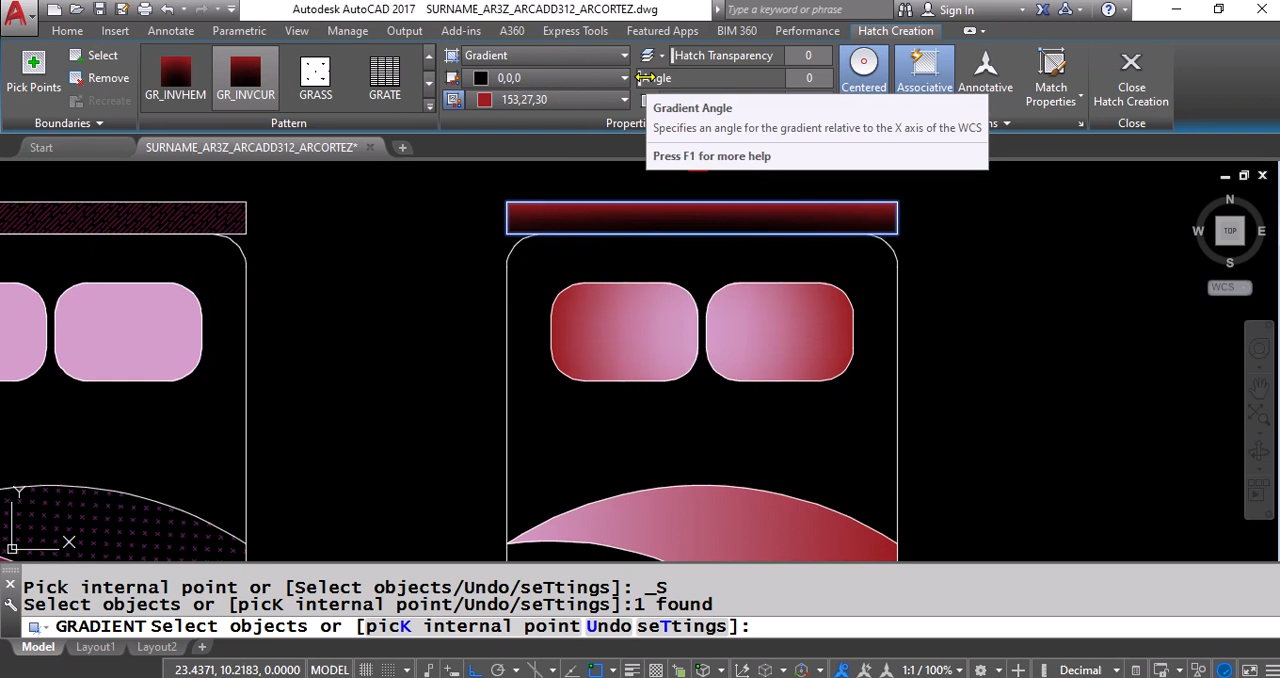 Autodesk AutoCAD 2017 SURNAME_AR3Z_ARCADD312_ARCORTEZ.dwg
Type a keyword or phrase
Sign In
Home Insert Annotate Parametric View Manage Output Add-ins A360 Express Tools Featured Apps BIM 360 Performance Hatch Creation
Pick Points
Select
Remove
Recreate
Boundaries
GR_INVHEM GR_INVCUR GRASS GRATE
Pattern
Gradient
0,0,0
153,27,30
Hatch Transparency 0
gle 0
Centered Associative Annotative
Match Properties
Close Hatch Creation
Close
Gradient Angle
Specifies an angle for the gradient relative to the X axis of the WCS
Press F1 for more help
Start SURNAME_AR3Z_ARCADD312_ARCORTEZ*
N
W TOP E
S
WCS
Y
X
Pick internal point or [Select objects/Undo/seTtings]: _S
Select objects or [picK internal point/Undo/seTtings]:1 found
GRADIENT Select objects or [picK internal point Undo seTtings]:
Model Layout1 Layout2
23.4371, 10.2183, 0.0000 MODEL 1:1 / 100% Decimal